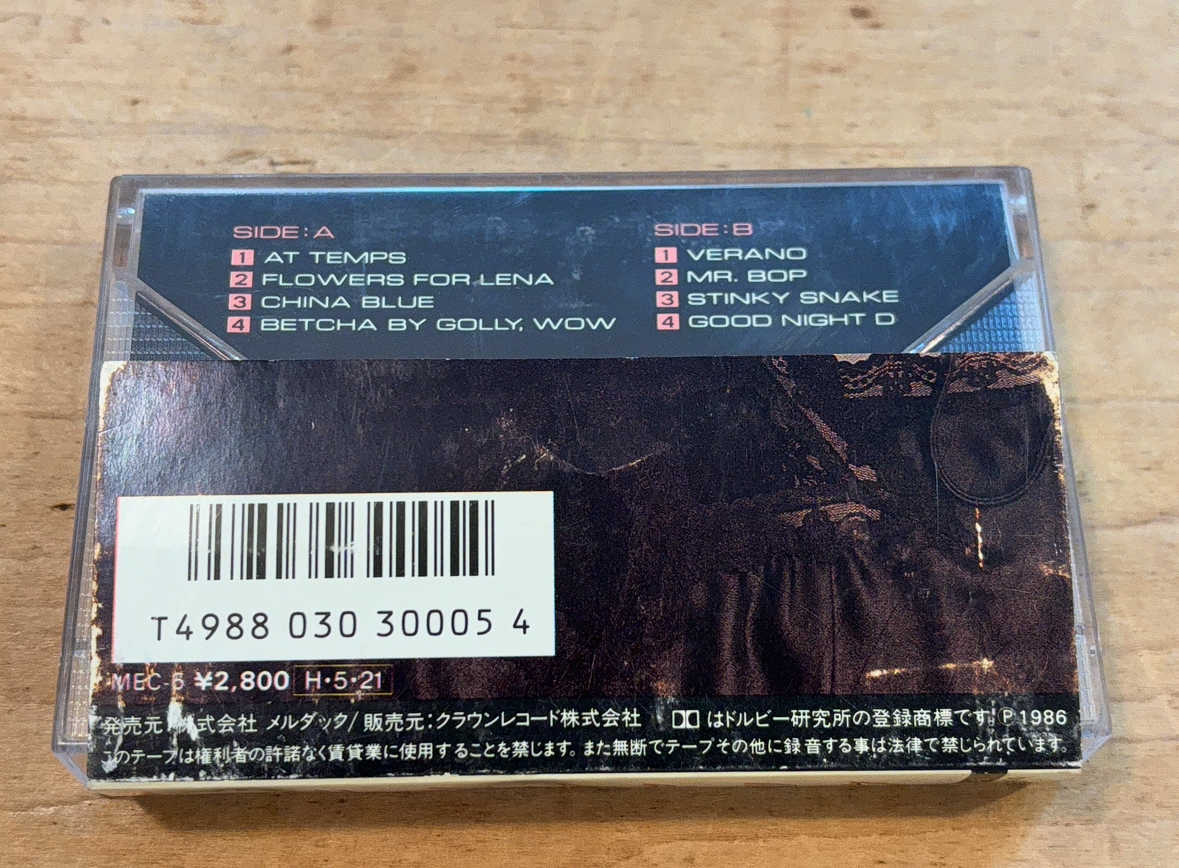 SIDE:A
1 AT TEMPS
2 FLOWERS FOR LENA
3 CHINA BLUE
4 BETCHA BY GOLLY, WOW
SIDE:B
1 VERANO
2 MR. BOP
3 STINKY SNAKE
4 GOOD NIGHT D
T4988 030 30005 4
MEC-5 ¥2,800 H・5・21
発売元 株式会社 メルダック/販売元:クラウンレコード株式会社 はドルビー研究所の登録商標です。Ⓟ1986
このテープは権利者の許諾なく賃貸業に使用することを禁じます。また無断でテープその他に録音する事は法律で禁じられています。